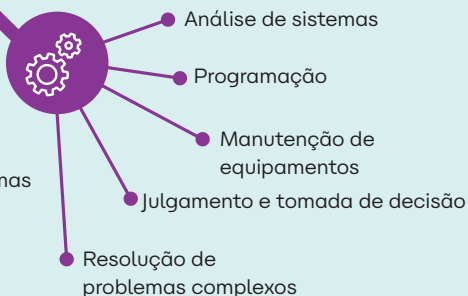 Análise de sistemas
Programação
Manutenção de
equipamentos
Julgamento e tomada de decisão
Resolução de
problemas complexos